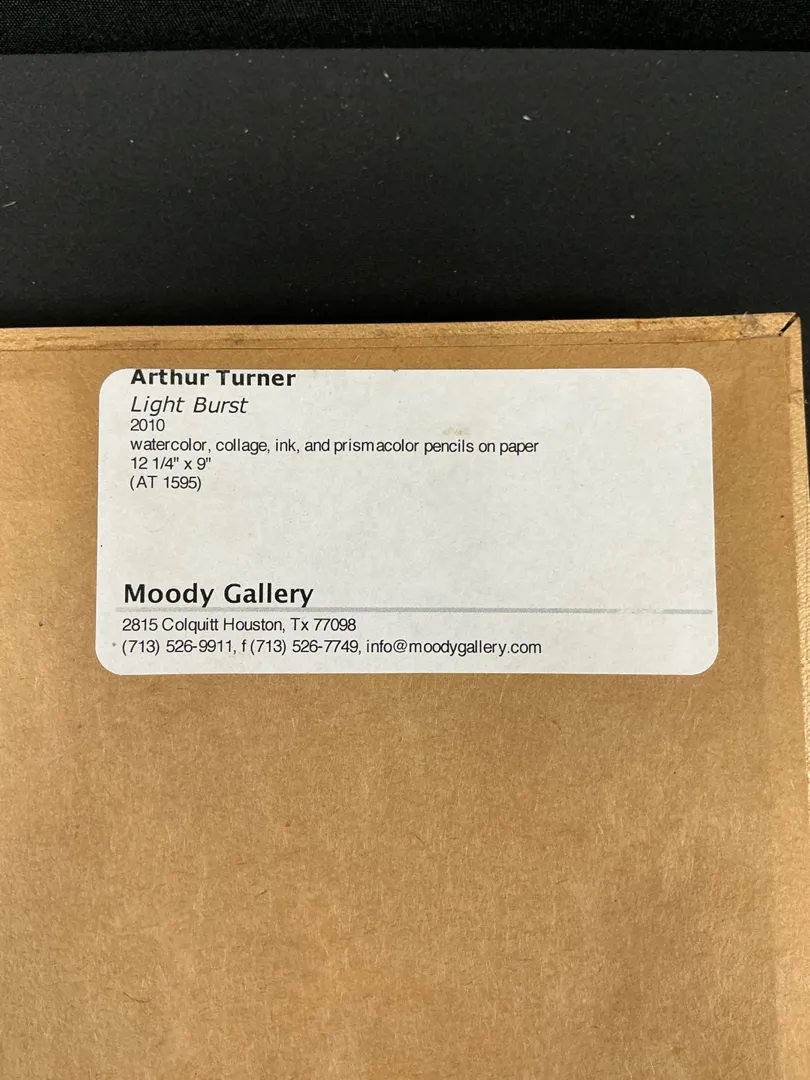 Arthur Turner
Light Burst
2010
watercolor, collage, ink, and prismacolor pencils on paper
12 1/4" x 9"
(AT 1595)
Moody Gallery
2815 Colquitt Houston, Tx 77098
(713) 526-9911, f (713) 526-7749, info@moodygallery.com